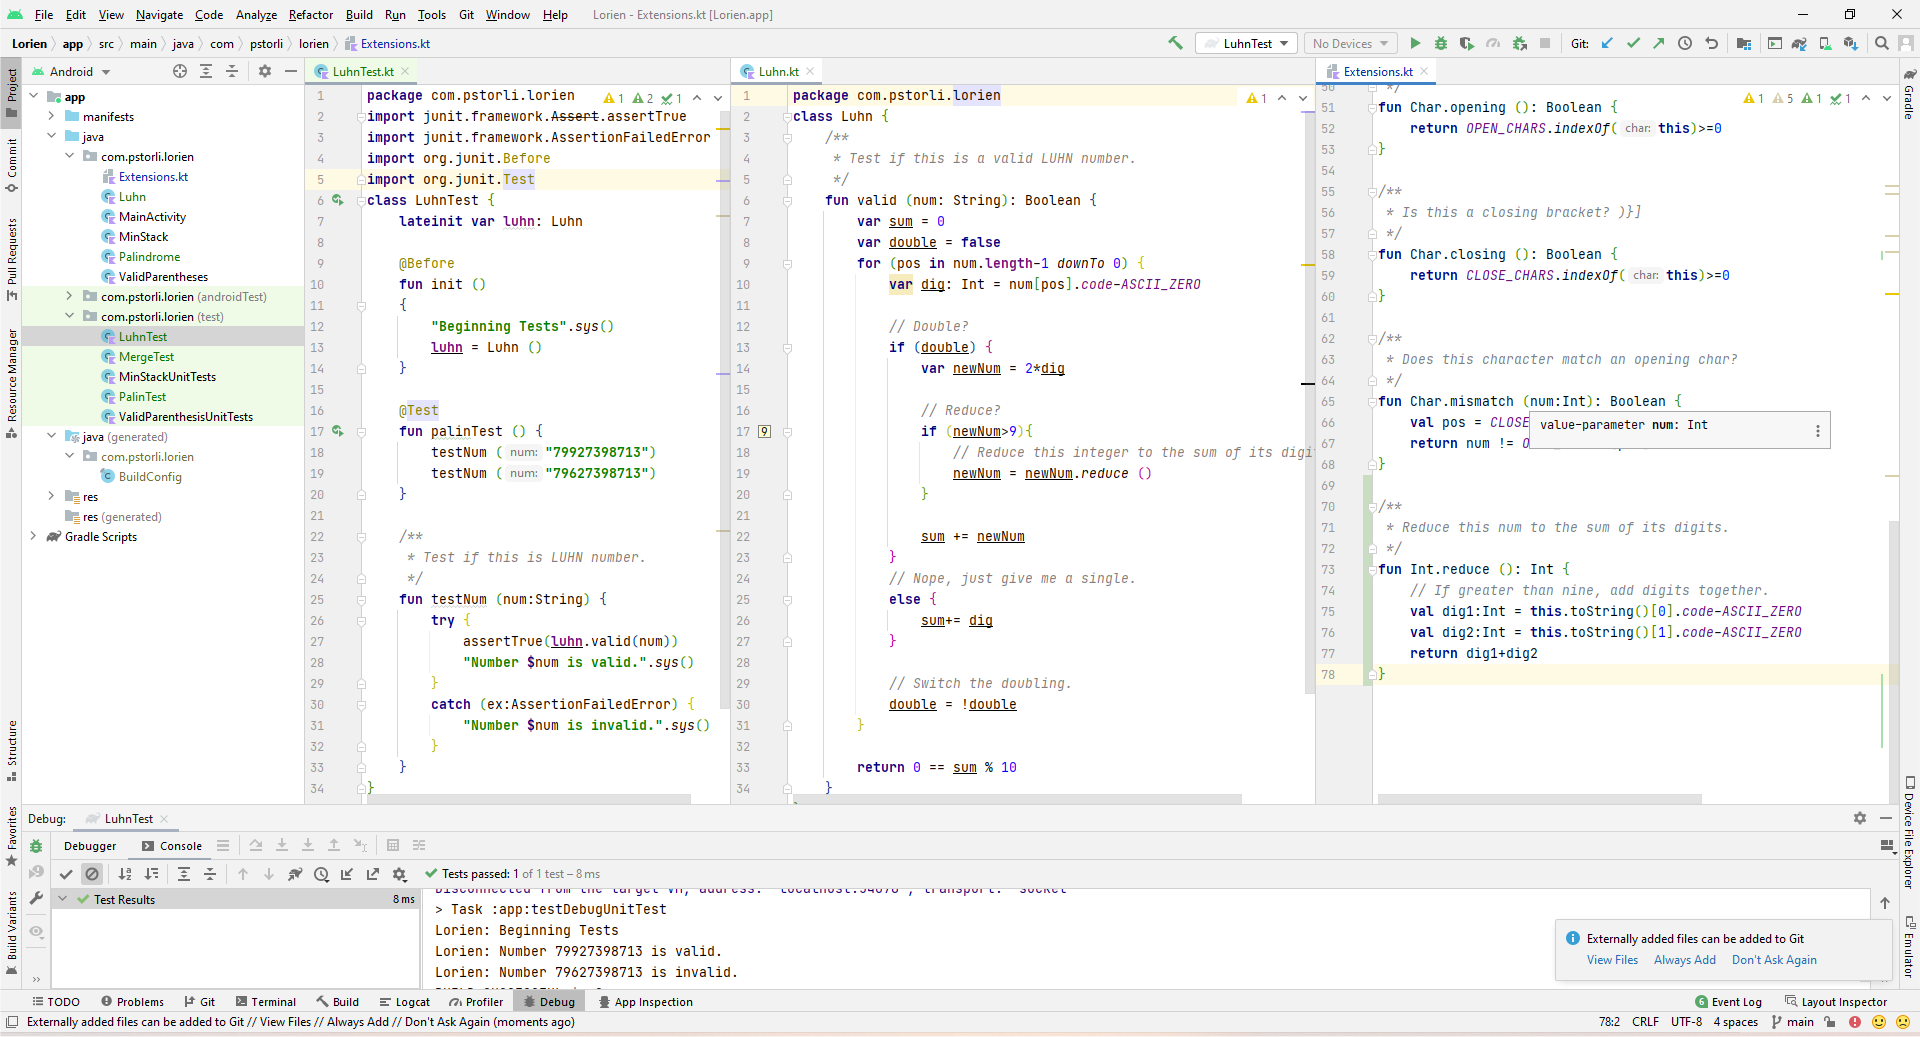 File Edit View Navigate Code Analyze Refactor Build Run Tools Git Window Help Lorien - Extensions.kt [Lorien.app]
Lorien app src main java com pstorli lorien Extensions.kt LuhnTest No Devices Git:
Project
Commit
Pull Requests
Resource Manager
Structure
Favorites
Build Variants
Android
app
manifests
java
com.pstorli.lorien
Extensions.kt
Luhn
MainActivity
MinStack
Palindrome
ValidParentheses
com.pstorli.lorien (androidTest)
com.pstorli.lorien (test)
LuhnTest
MergeTest
MinStackUnitTests
PalinTest
ValidParenthesisUnitTests
java (generated)
com.pstorli.lorien
BuildConfig
res
res (generated)
Gradle Scripts
LuhnTest.kt
1 2 1
1 package com.pstorli.lorien
2 import junit.framework.Assert.assertTrue
3 import junit.framework.AssertionFailedError
4 import org.junit.Before
5 import org.junit.Test
6 class LuhnTest {
7 lateinit var luhn: Luhn
8
9 @Before
10 fun init ()
11 {
12 "Beginning Tests".sys()
13 luhn = Luhn ()
14 }
15
16 @Test
17 fun palinTest () {
18 testNum ( num: "79927398713")
19 testNum ( num: "79627398713")
20 }
21
22 /**
23 * Test if this is LUHN number.
24 */
25 fun testNum (num:String) {
26 try {
27 assertTrue(luhn.valid(num))
28 "Number $num is valid.".sys()
29 }
30 catch (ex:AssertionFailedError) {
31 "Number $num is invalid.".sys()
32 }
33 }
34 }
Luhn.kt
1
1 package com.pstorli.lorien
2 class Luhn {
3 /**
4 * Test if this is a valid LUHN number.
5 */
6 fun valid (num: String): Boolean {
7 var sum = 0
8 var double = false
9 for (pos in num.length-1 downTo 0) {
10 var dig: Int = num[pos].code-ASCII_ZERO
11
12 // Double?
13 if (double) {
14 var newNum = 2*dig
15
16 // Reduce?
17 if (newNum>9){
18 // Reduce this integer to the sum of its digi
19 newNum = newNum.reduce ()
20 }
21
22 sum += newNum
23 }
24 // Nope, just give me a single.
25 else {
26 sum+= dig
27 }
28
29 // Switch the doubling.
30 double = !double
31 }
32
33 return 0 == sum % 10
34 }
Extensions.kt
1 5 1 1
50 */
51 fun Char.opening (): Boolean {
52 return OPEN_CHARS.indexOf( char: this)>=0
53 }
54
55 /**
56 * Is this a closing bracket? )}]
57 */
58 fun Char.closing (): Boolean {
59 return CLOSE_CHARS.indexOf( char: this)>=0
60 }
61
62 /**
63 * Does this character match an opening char?
64 */
65 fun Char.mismatch (num:Int): Boolean {
66 val pos = CLOSE
67 return num != O
68 }
value-parameter num: Int
69
70 /**
71 * Reduce this num to the sum of its digits.
72 */
73 fun Int.reduce (): Int {
74 // If greater than nine, add digits together.
75 val dig1:Int = this.toString()[0].code-ASCII_ZERO
76 val dig2:Int = this.toString()[1].code-ASCII_ZERO
77 return dig1+dig2
78 }
Gradle
Device File Explorer
Emulator
Debug: LuhnTest
Debugger Console
Tests passed: 1 of 1 test – 8 ms
Test Results 8 ms
Disconnected from the target VM, address: 'localhost:54078', transport: 'socket'
> Task :app:testDebugUnitTest
Lorien: Beginning Tests
Lorien: Number 79927398713 is valid.
Lorien: Number 79627398713 is invalid.
Externally added files can be added to Git
View Files Always Add Don't Ask Again
TODO Problems Git Terminal Build Logcat Profiler Debug App Inspection 6 Event Log Layout Inspector
Externally added files can be added to Git // View Files // Always Add // Don't Ask Again (moments ago) 78:2 CRLF UTF-8 4 spaces main